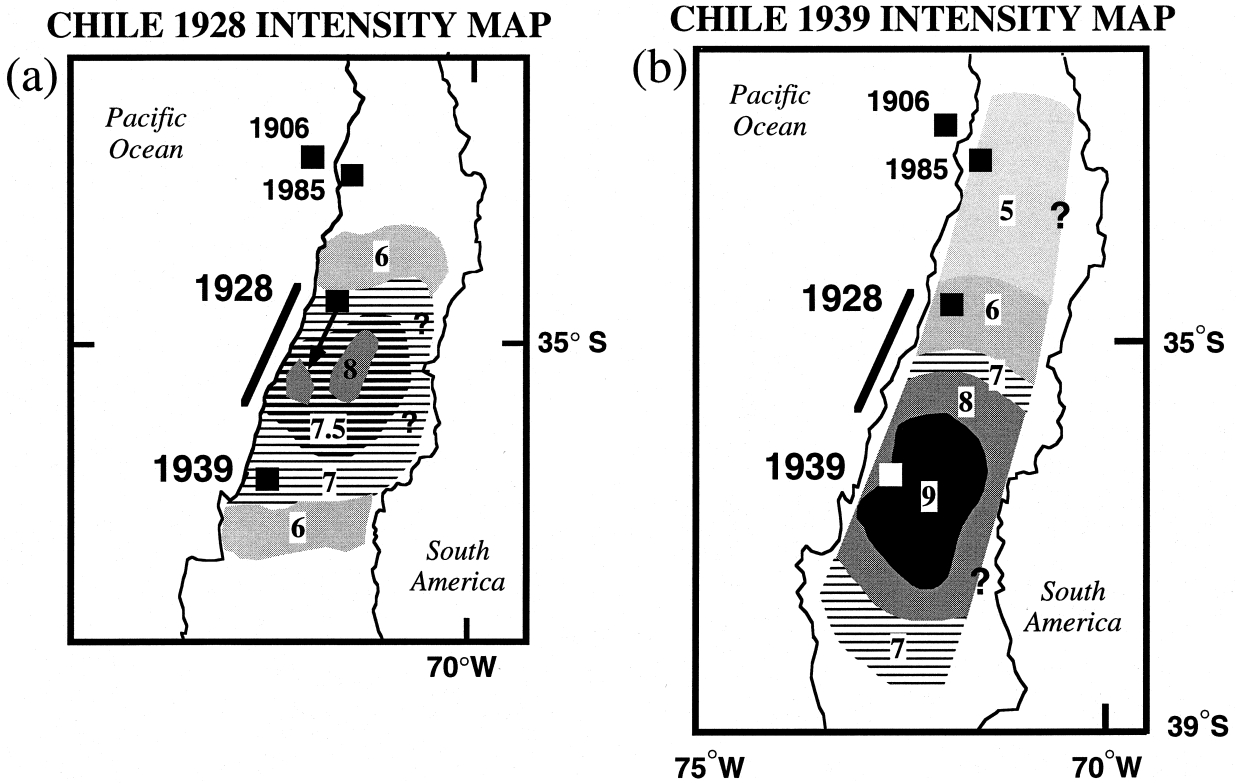 CHILE 1928 INTENSITY MAP
(a)
Pacific
Ocean
1906
1985
6
1928
?
35° S
8
?
7.5
1939
7
6
South
America
70°W
CHILE 1939 INTENSITY MAP
(b)
Pacific
Ocean
1906
1985
5
?
1928
6
35°S
7
8
1939
9
?
South
America
7
39°S
75°W
70°W